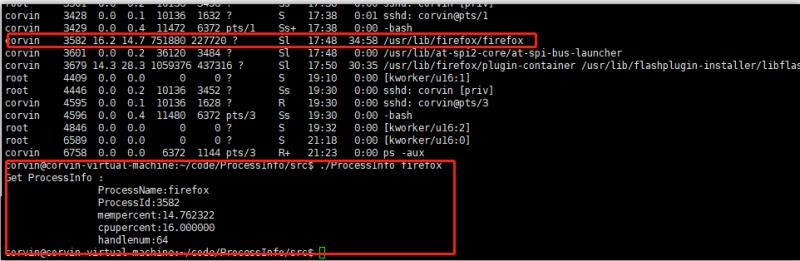 corvin 3428 0.0 0.1 10136 1632 ? S 17:38 0:01 sshd: corvin@pts/1
corvin 3429 0.0 0.4 11472 6372 pts/1 Ss+ 17:38 0:00 -bash
corvin 3582 16.2 14.7 751880 227720 ? Sl 17:48 34:58 /usr/lib/firefox/firefox
corvin 3601 0.0 0.2 36120 3484 ? Sl 17:48 0:00 /usr/lib/at-spi2-core/at-spi-bus-launcher
corvin 3679 14.3 28.3 1059376 437316 ? Sl 17:50 30:35 /usr/lib/firefox/plugin-container /usr/lib/flashplugin-installer/libflas
root 4409 0.0 0.0 0 0 ? S 19:10 0:00 [kworker/u16:1]
root 4446 0.0 0.2 10136 3452 ? Ss 19:30 0:00 sshd: corvin [priv]
corvin 4595 0.0 0.1 10136 1628 ? R 19:30 0:00 sshd: corvin@pts/3
corvin 4596 0.0 0.4 11480 6372 pts/3 Ss 19:30 0:00 -bash
root 4846 0.0 0.0 0 0 ? S 19:32 0:00 [kworker/u16:2]
root 6589 0.0 0.0 0 0 ? S 21:18 0:00 [kworker/u16:0]
corvin 6758 0.0 0.0 6372 1144 pts/3 R+ 21:23 0:00 ps -aux
corvin@corvin-virtual-machine:~/code/ProcessInfo/src$ ./ProcessInfo firefox
Get ProcessInfo :
ProcessName:firefox
ProcessId:3582
mempercent:14.762322
cpupercent:16.000000
handlenum:64
corvin@corvin-virtual-machine:~/code/ProcessInfo/src$